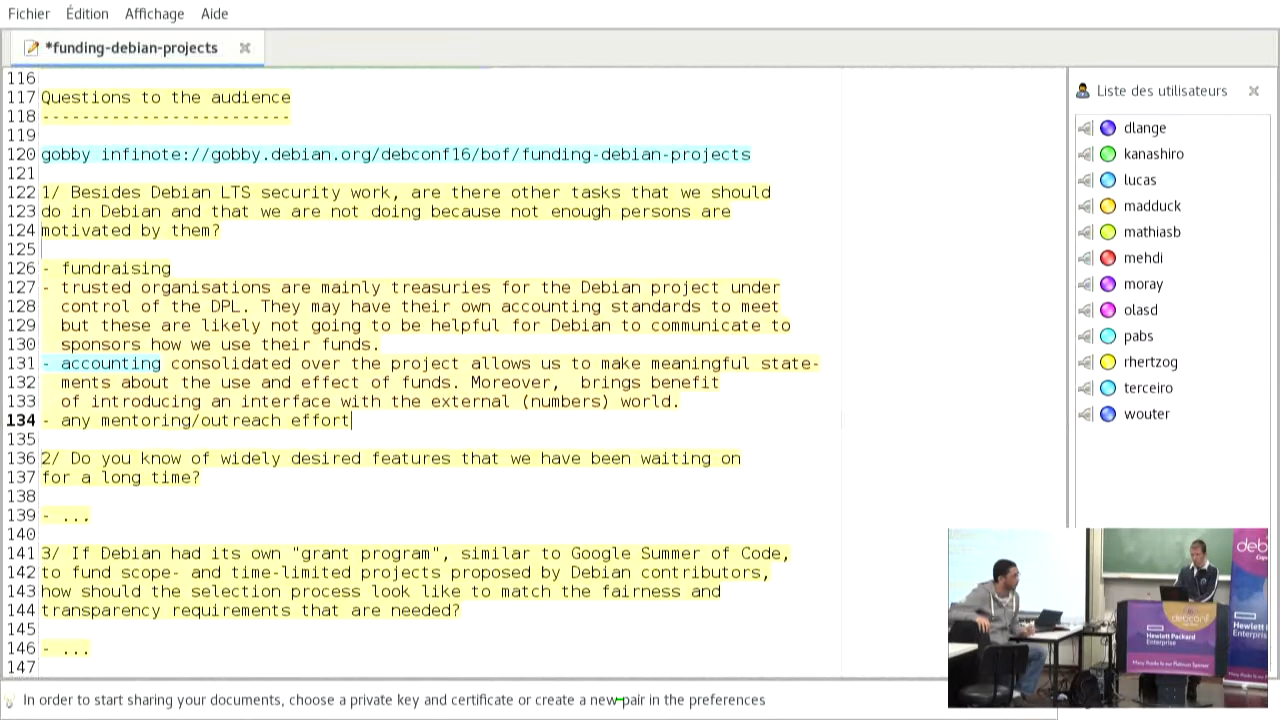 Fichier Édition Affichage Aide
*funding-debian-projects
116
117 Questions to the audience
118 -------------------------
119
120 gobby infinote://gobby.debian.org/debconf16/bof/funding-debian-projects
121
122 1/ Besides Debian LTS security work, are there other tasks that we should
123 do in Debian and that we are not doing because not enough persons are
124 motivated by them?
125
126 - fundraising
127 - trusted organisations are mainly treasuries for the Debian project under
128 control of the DPL. They may have their own accounting standards to meet
129 but these are likely not going to be helpful for Debian to communicate to
130 sponsors how we use their funds.
131 - accounting consolidated over the project allows us to make meaningful state-
132 ments about the use and effect of funds. Moreover,  brings benefit
133 of introducing an interface with the external (numbers) world.
134 - any mentoring/outreach effort
135
136 2/ Do you know of widely desired features that we have been waiting on
137 for a long time?
138
139 - ...
140
141 3/ If Debian had its own "grant program", similar to Google Summer of Code,
142 to fund scope- and time-limited projects proposed by Debian contributors,
143 how should the selection process look like to match the fairness and
144 transparency requirements that are needed?
145
146 - ...
147
Liste des utilisateurs
dlange
kanashiro
lucas
madduck
mathiasb
mehdi
moray
olasd
pabs
rhertzog
terceiro
wouter
deb
debconf
Hewlett Packard
Enterprise
Many thanks to our Platinum Sponsor
Hewlett
Enterpris
In order to start sharing your documents, choose a private key and certificate or create a new pair in the preferences